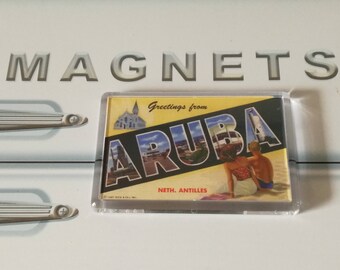 MAGNETS
Greetings from
ARUBA
NETH. ANTILLES